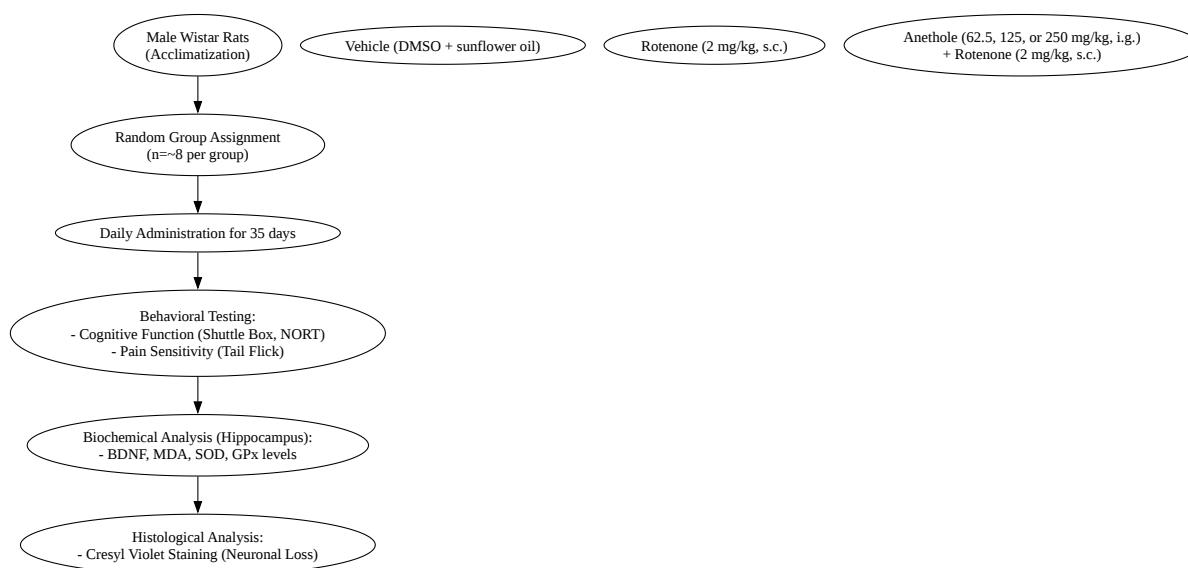 Male Wistar Rats
(Acclimatization)
Vehicle (DMSO + sunflower oil)
Rotenone (2 mg/kg, s.c.)
Anethole (62.5, 125, or 250 mg/kg, i.g.)
+ Rotenone (2 mg/kg, s.c.)
Random Group Assignment
(n=~8 per group)
Daily Administration for 35 days
Behavioral Testing:
- Cognitive Function (Shuttle Box, NORT)
- Pain Sensitivity (Tail Flick)
Biochemical Analysis (Hippocampus):
- BDNF, MDA, SOD, GPx levels
Histological Analysis:
- Cresyl Violet Staining (Neuronal Loss)